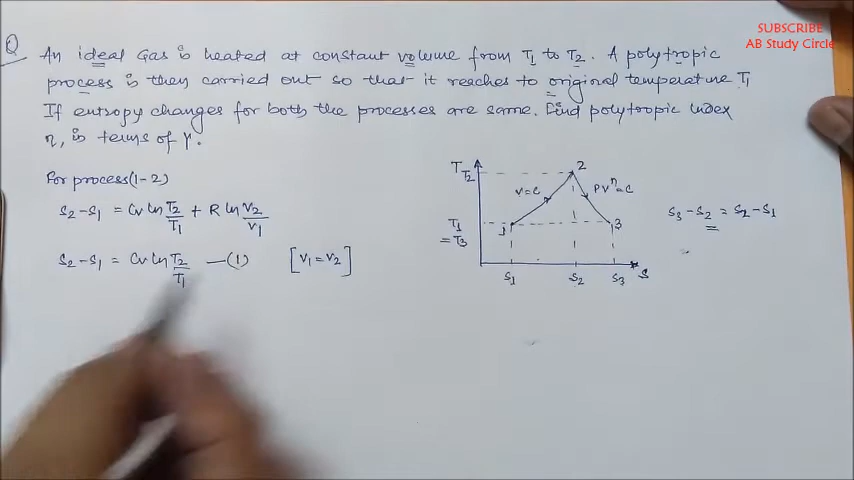 SUBSCRIBE
AB Study Circle
Q An ideal Gas is heated at constant volume from T1 to T2. A polytropic
process is then carried out so that it reaches to original temperature T1
If entropy changes for both the processes are same. Find polytropic index
η, in terms of γ.
For process(1-2)
S2-S1 = Cv ln T2/T1 + R ln V2/V1
S2-S1 = Cv ln T2/T1 —(1) [V1=V2]
T
T2
2
V=C
PV^η=C
T1
=T3
1
3
S1
S2
S3
S
S3-S2 = S2-S1